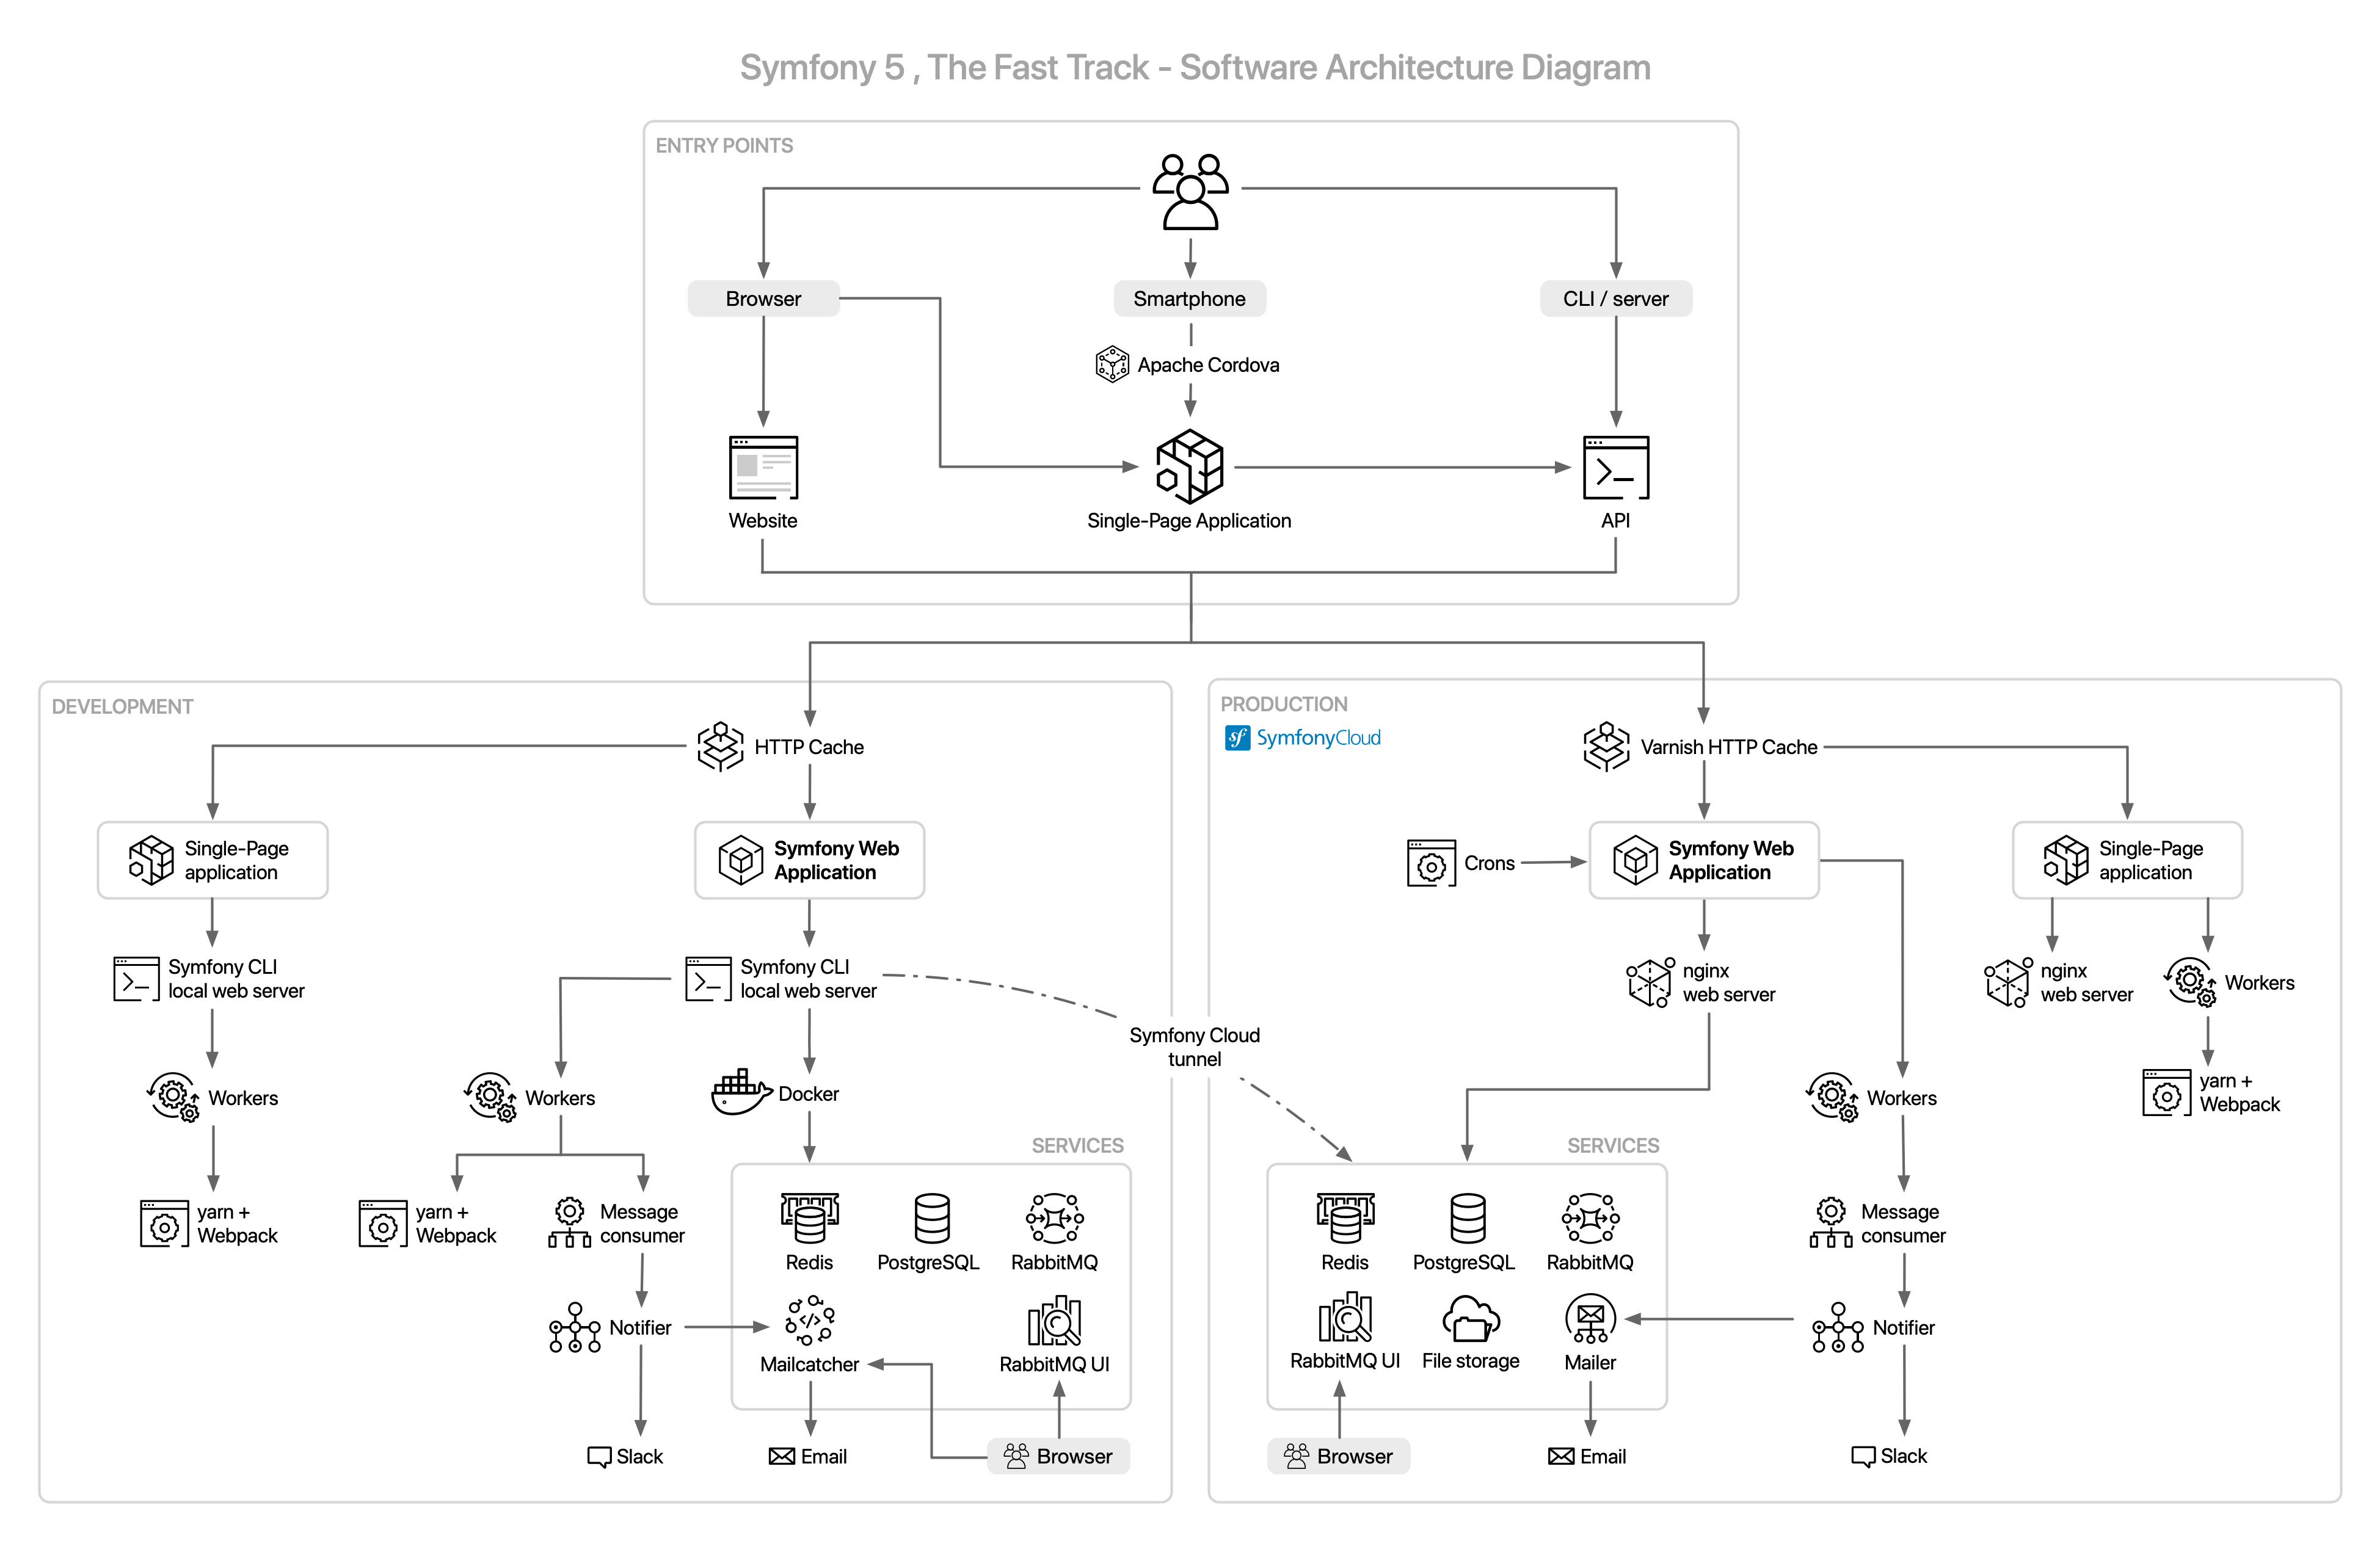 Symfony 5 , The Fast Track - Software Architecture Diagram
ENTRY POINTS
Browser
Smartphone
CLI / server
Apache Cordova
Website
Single-Page Application
API
DEVELOPMENT
HTTP Cache
Single-Page
application
Symfony Web
Application
Symfony CLI
local web server
Symfony CLI
local web server
Workers
Workers
Docker
SERVICES
yarn +
Webpack
yarn +
Webpack
Message
consumer
Redis
PostgreSQL
RabbitMQ
Notifier
Mailcatcher
RabbitMQ UI
Slack
Email
Browser
Symfony Cloud
tunnel
PRODUCTION
sf SymfonyCloud
Varnish HTTP Cache
Crons
Symfony Web
Application
Single-Page
application
nginx
web server
nginx
web server
Workers
Workers
yarn +
Webpack
SERVICES
Redis
PostgreSQL
RabbitMQ
Message
consumer
RabbitMQ UI
File storage
Mailer
Notifier
Browser
Email
Slack